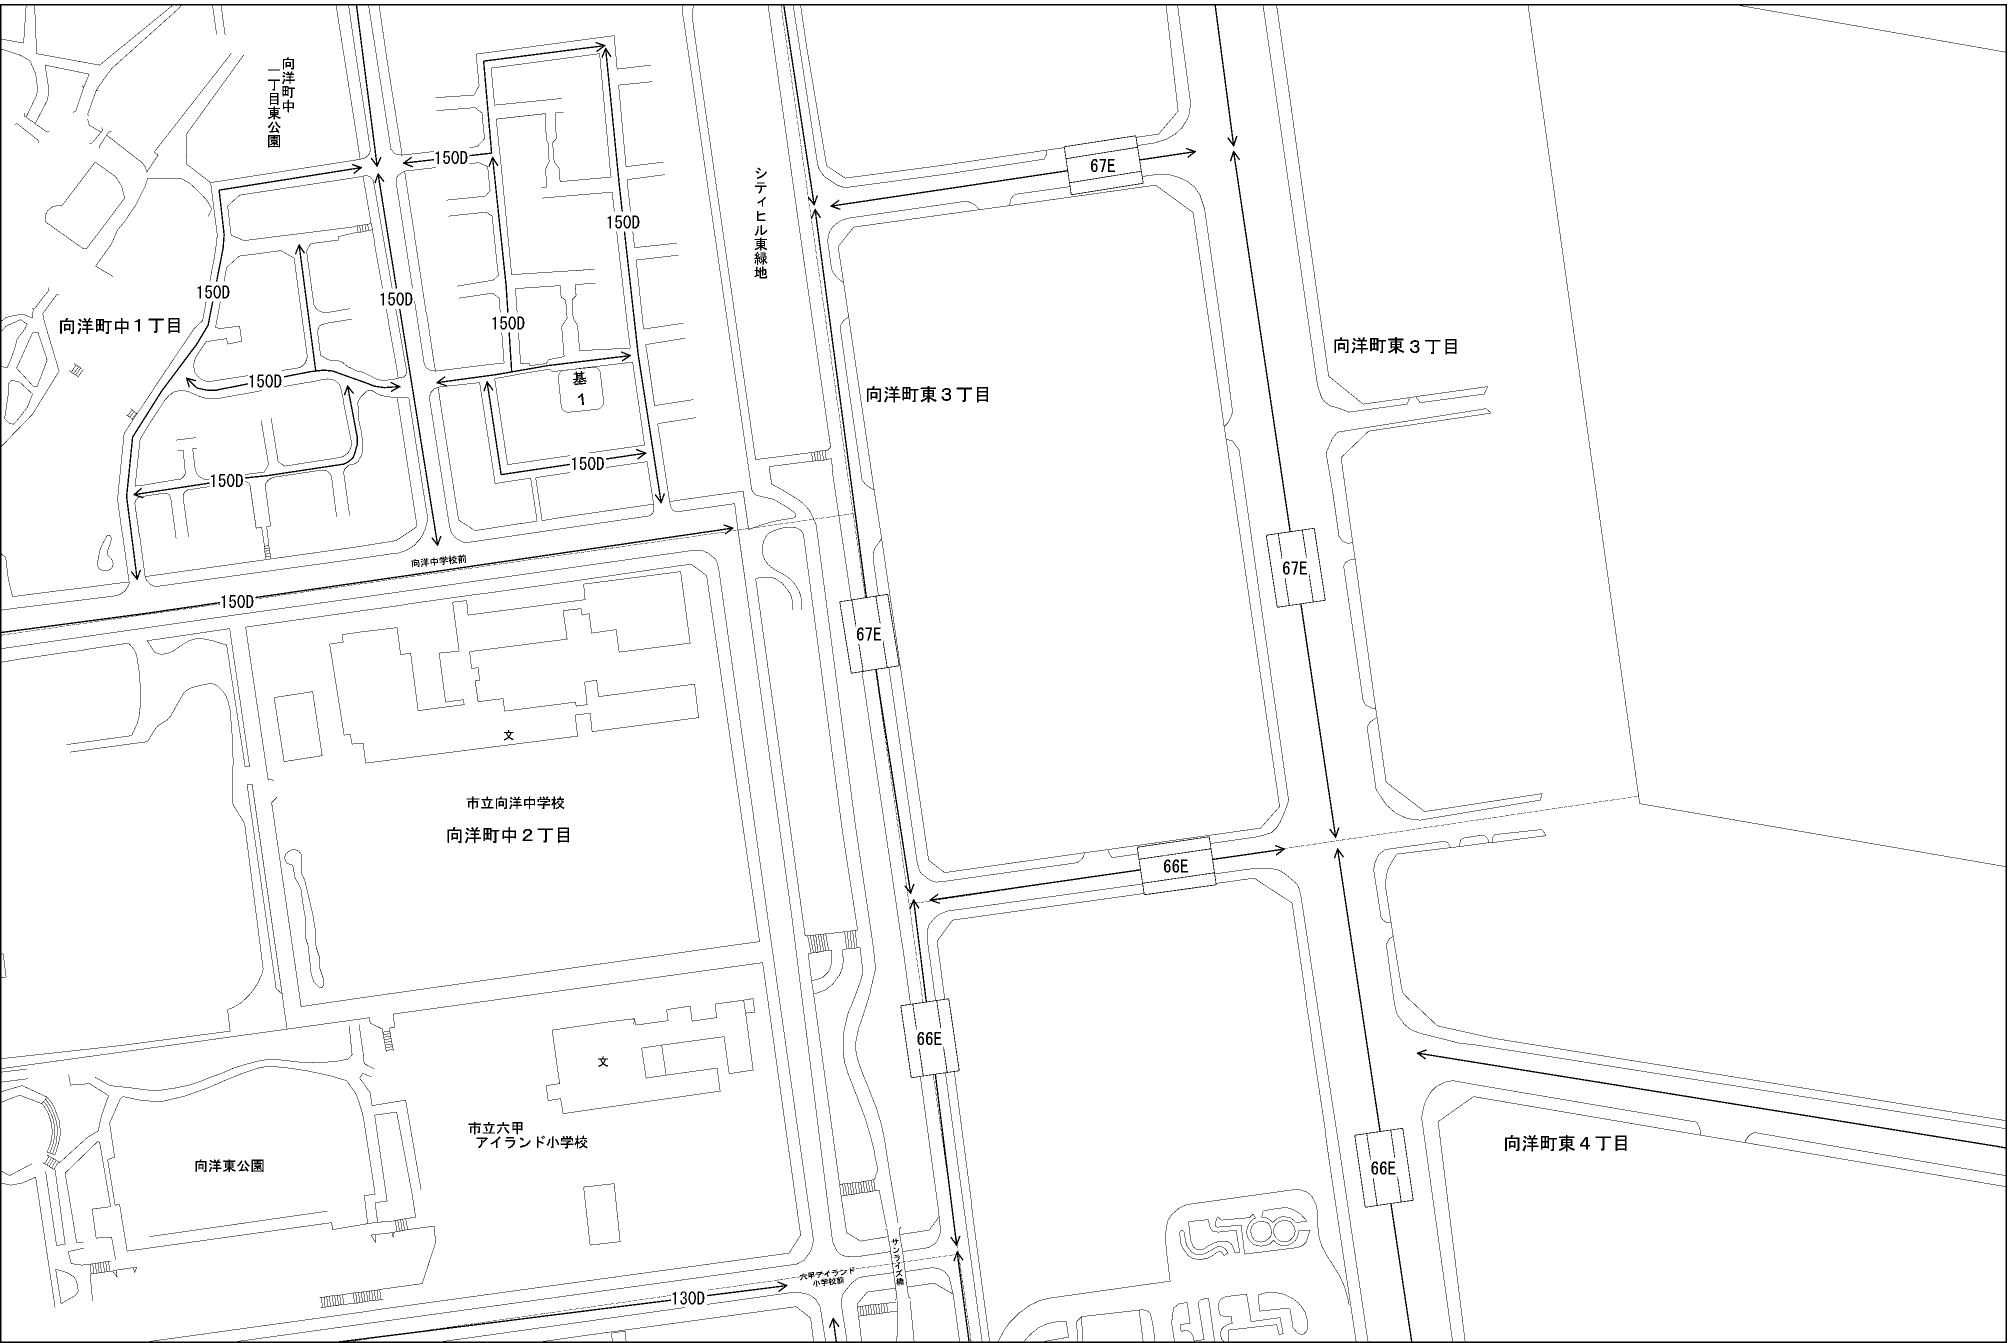 向洋町中
一丁目東公園
150D
67E
シティヒル東緑地
150D
150D
150D
向洋町中１丁目
150D
向洋町東３丁目
150D
基
1
向洋町東３丁目
150D
150D
150D
向洋中学校前
67E
150D
67E
文
市立向洋中学校
向洋町中２丁目
66E
66E
文
市立六甲
アイランド小学校
向洋町東４丁目
向洋東公園
66E
サンライズ橋
六甲アイランド
小学校前
130D